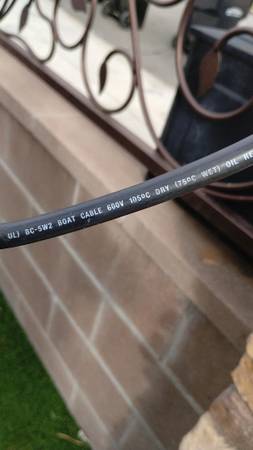 UL) BC-5W2 BOAT CABLE 600V 105ºC DRY (75ºC WET) OIL RE